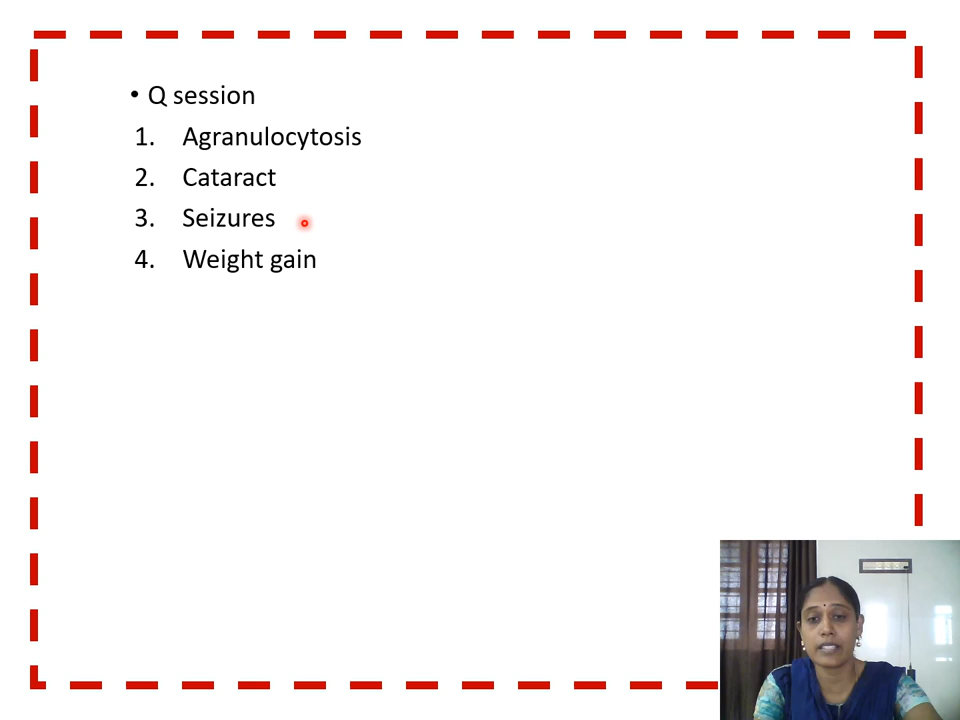 • Q session
1. Agranulocytosis
2. Cataract
3. Seizures
4. Weight gain